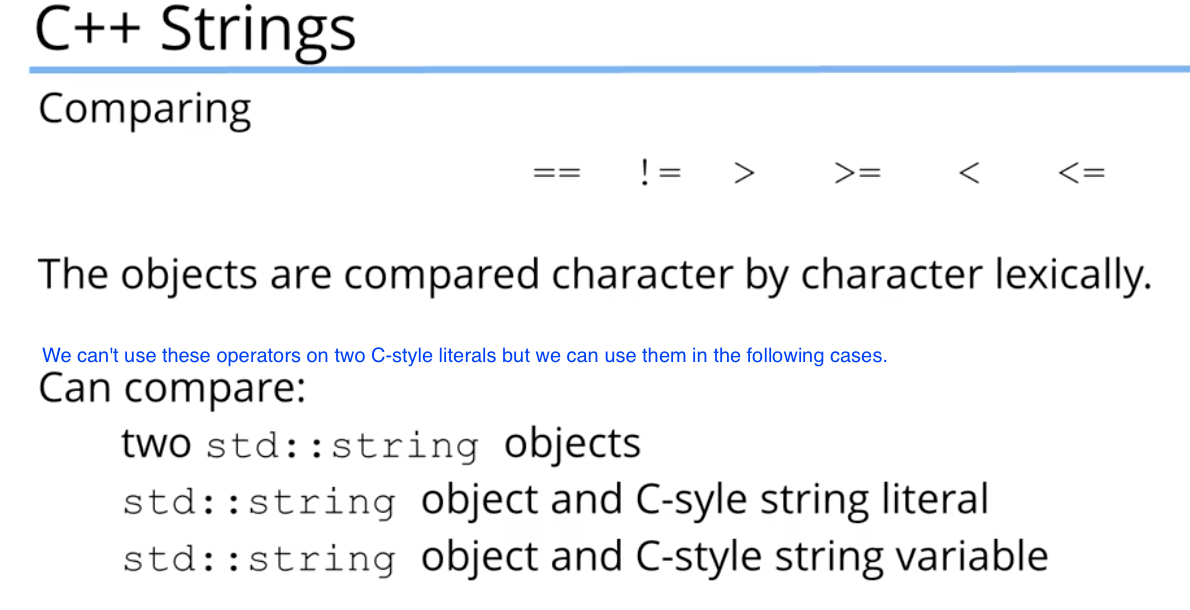 C++ Strings
Comparing
== != > >= < <=
The objects are compared character by character lexically.
We can't use these operators on two C-style literals but we can use them in the following cases.
Can compare:
two std::string objects
std::string object and C-syle string literal
std::string object and C-style string variable